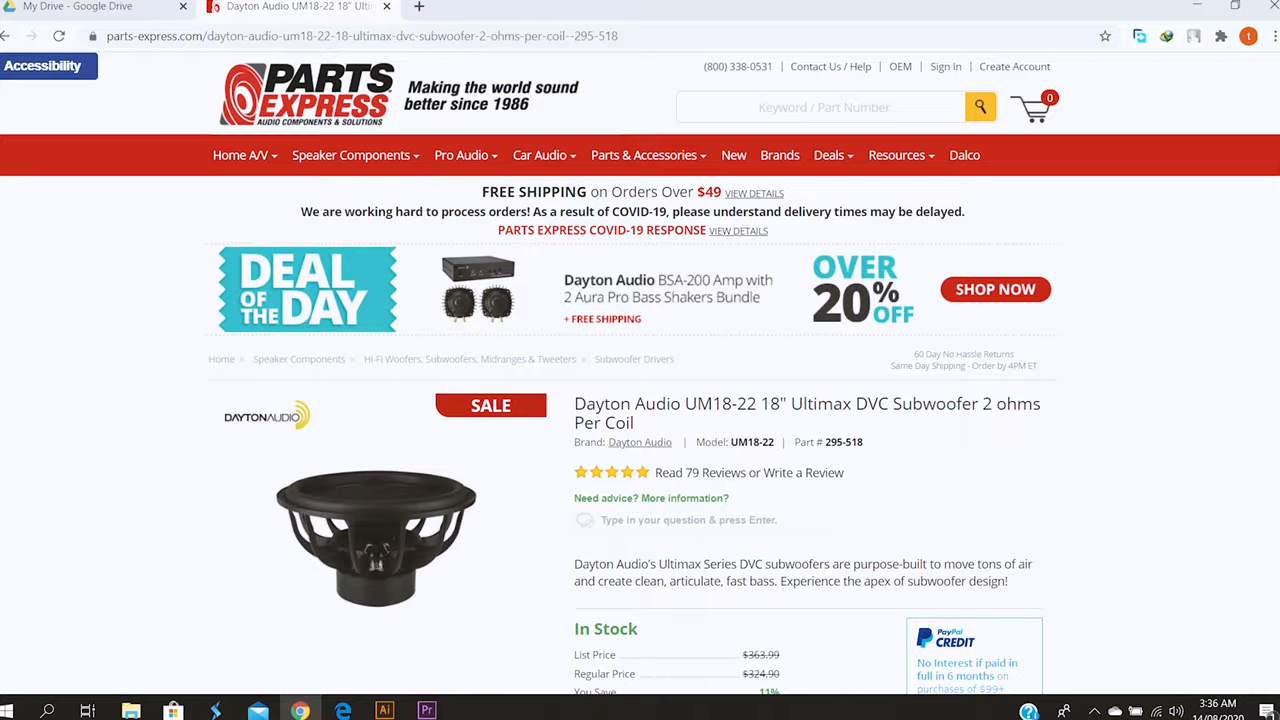 My Drive - Google Drive
Dayton Audio UM18-22 18" Ultim
parts-express.com/dayton-audio-um18-22-18-ultimax-dvc-subwoofer-2-ohms-per-coil--295-518
t
Accessibility
PARTS EXPRESS
AUDIO COMPONENTS & SOLUTIONS
Making the world sound
better since 1986
(800) 338-0531 | Contact Us / Help | OEM | Sign In | Create Account
Keyword / Part Number
0
Home A/V Speaker Components Pro Audio Car Audio Parts & Accessories New Brands Deals Resources Dalco
FREE SHIPPING on Orders Over $49 VIEW DETAILS
We are working hard to process orders! As a result of COVID-19, please understand delivery times may be delayed.
PARTS EXPRESS COVID-19 RESPONSE VIEW DETAILS
DEAL
OF THE DAY
Dayton Audio BSA-200 Amp with
2 Aura Pro Bass Shakers Bundle
+ FREE SHIPPING
OVER
20% OFF
SHOP NOW
Home » Speaker Components » Hi-Fi Woofers, Subwoofers, Midranges & Tweeters » Subwoofer Drivers
60 Day No Hassle Returns
Same Day Shipping - Order by 4PM ET
DAYTONAUDIO
SALE
Dayton Audio UM18-22 18" Ultimax DVC Subwoofer 2 ohms
Per Coil
Brand: Dayton Audio | Model: UM18-22 | Part # 295-518
Read 79 Reviews or Write a Review
Need advice? More information?
Type in your question & press Enter.
Dayton Audio's Ultimax Series DVC subwoofers are purpose-built to move tons of air
and create clean, articulate, fast bass. Experience the apex of subwoofer design!
In Stock
List Price $363.99
Regular Price $324.90
You Save 11%
PayPal
CREDIT
No Interest if paid in
full in 6 months on
purchases of $99+
Ai
Pr
3:36 AM
14/08/2020